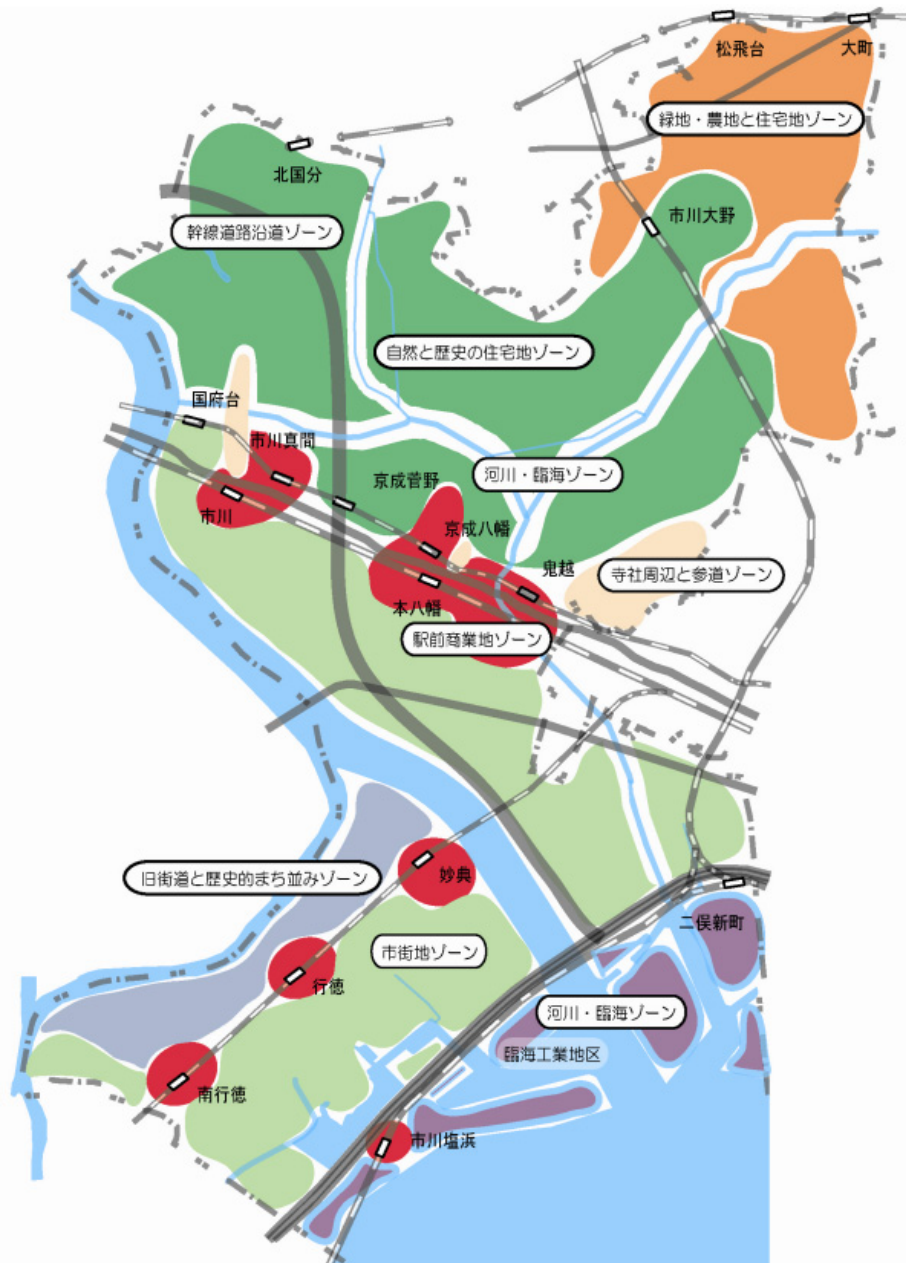 松飛台
大町
緑地・農地と住宅地ゾーン
北国分
市川大野
幹線道路沿道ゾーン
自然と歴史の住宅地ゾーン
国府台
市川真間
京成菅野
河川・臨海ゾーン
市川
京成八幡
鬼越
寺社周辺と参道ゾーン
本八幡
駅前商業地ゾーン
妙典
旧街道と歴史的まち並みゾーン
二俣新町
市街地ゾーン
行徳
河川・臨海ゾーン
臨海工業地区
南行徳
市川塩浜